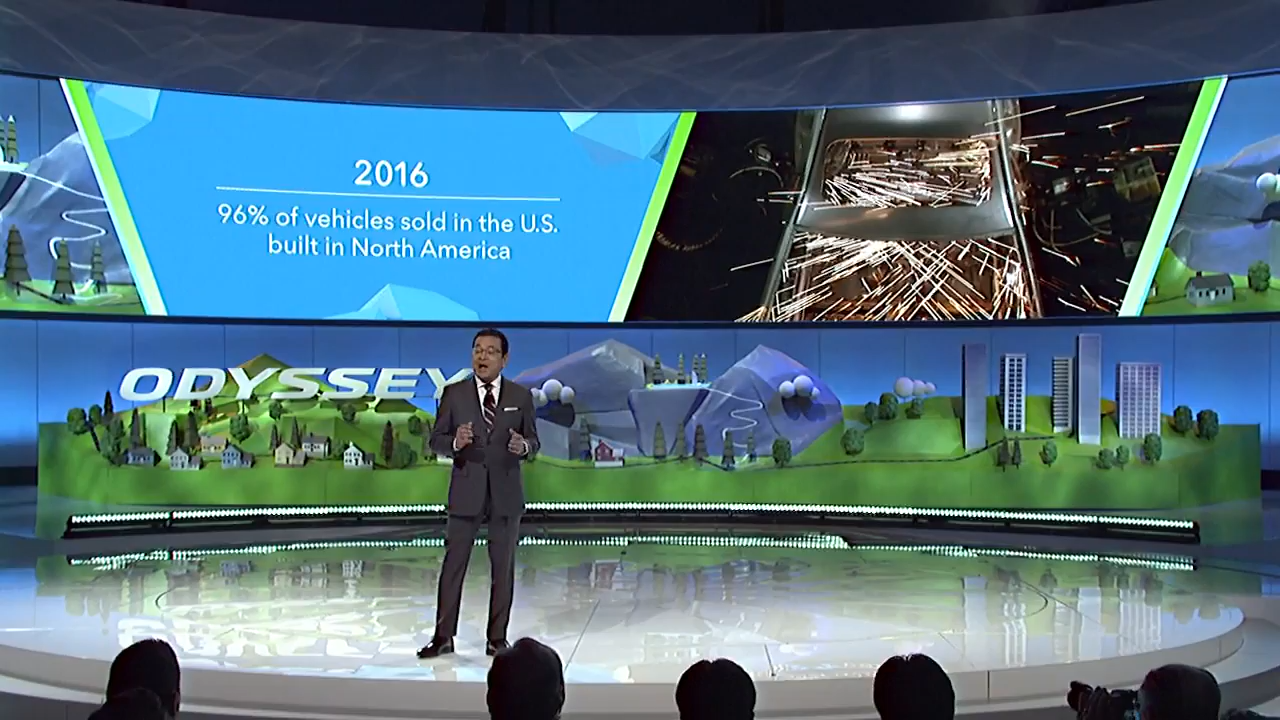 2016
96% of vehicles sold in the U.S.
built in North America
ODYSSEY